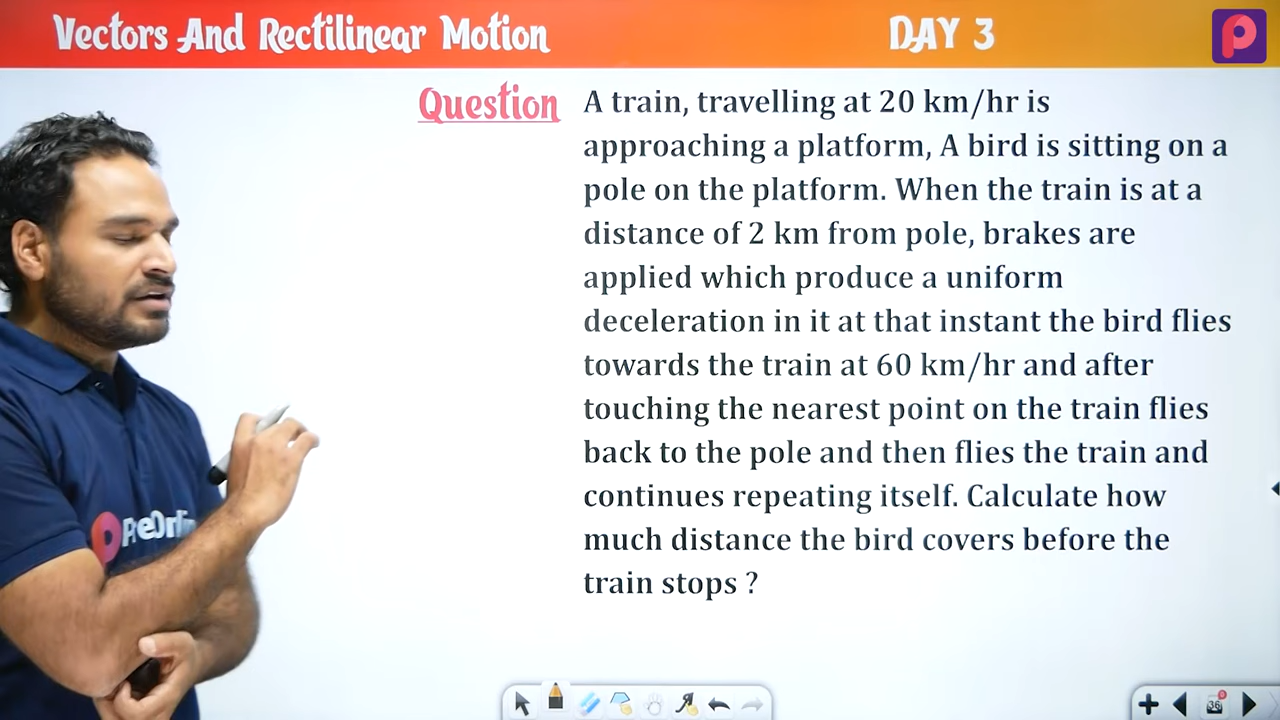 Vectors And Rectilinear Motion
DAY 3
Question
A train, travelling at 20 km/hr is
approaching a platform, A bird is sitting on a
pole on the platform. When the train is at a
distance of 2 km from pole, brakes are
applied which produce a uniform
deceleration in it at that instant the bird flies
towards the train at 60 km/hr and after
touching the nearest point on the train flies
back to the pole and then flies the train and
continues repeating itself. Calculate how
much distance the bird covers before the
train stops ?
36